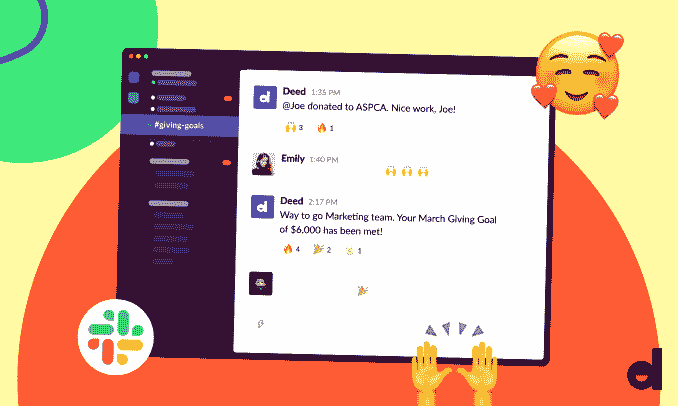 #giving-goals
Deed 1:35 PM
@Joe donated to ASPCA. Nice work, Joe!
3 1
Emily 1:40 PM
Deed 2:17 PM
Way to go Marketing team. Your March Giving Goal
of $6,000 has been met!
4 2 1
d